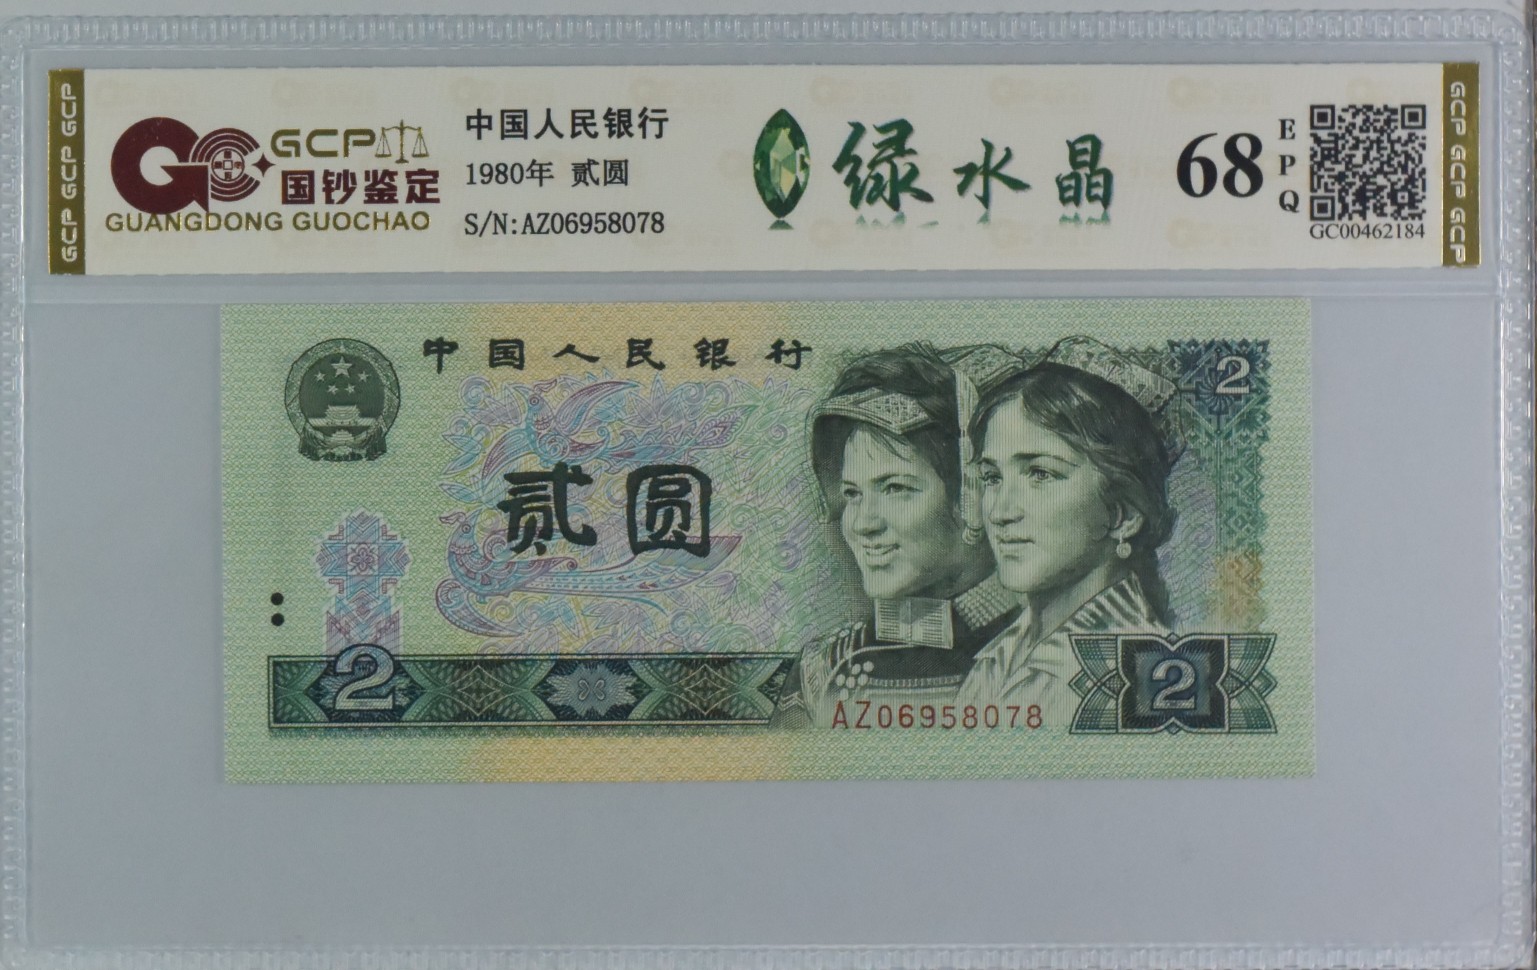 GCP GCP GCP
GCP
国钞鉴定
GUANGDONG GUOCHAO
中国人民银行
1980年 贰圆
S/N:AZ06958078
绿水晶
68
EPQ
GC00462184
GCP GCP GCP
中国人民银行
2
贰圆
2
AZ06958078
2